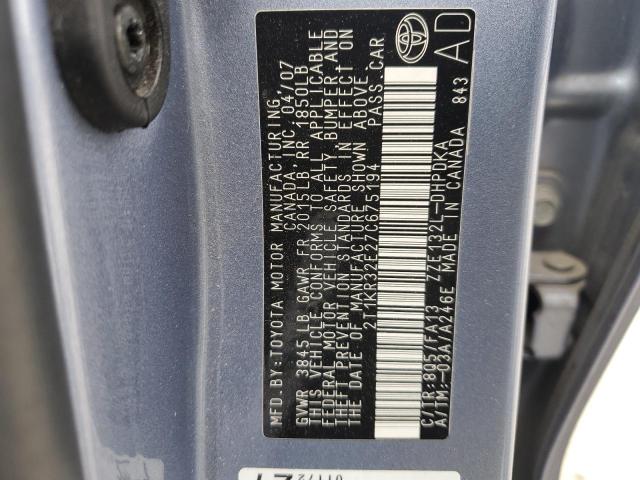 MFD.BY:TOYOTA MOTOR MANUFACTURING
CANADA, INC. 04/07
GVWR 3845 LB GAWR FR 2015LB RR 1850LB
THIS VEHICLE CONFORMS TO ALL APPLICABLE
FEDERAL MOTOR VEHICLE SAFETY, BUMPER AND
THEFT PREVENTION STANDARDS IN EFFECT ON
THE DATE OF MANUFACTURE SHOWN ABOVE.
2T1KR32E27C675194 PASS. CAR
C/TR:8Q5/FA13 ZZE132L-DHPDKA
A/TM:-03A/A246E MADE IN CANADA 843
AD